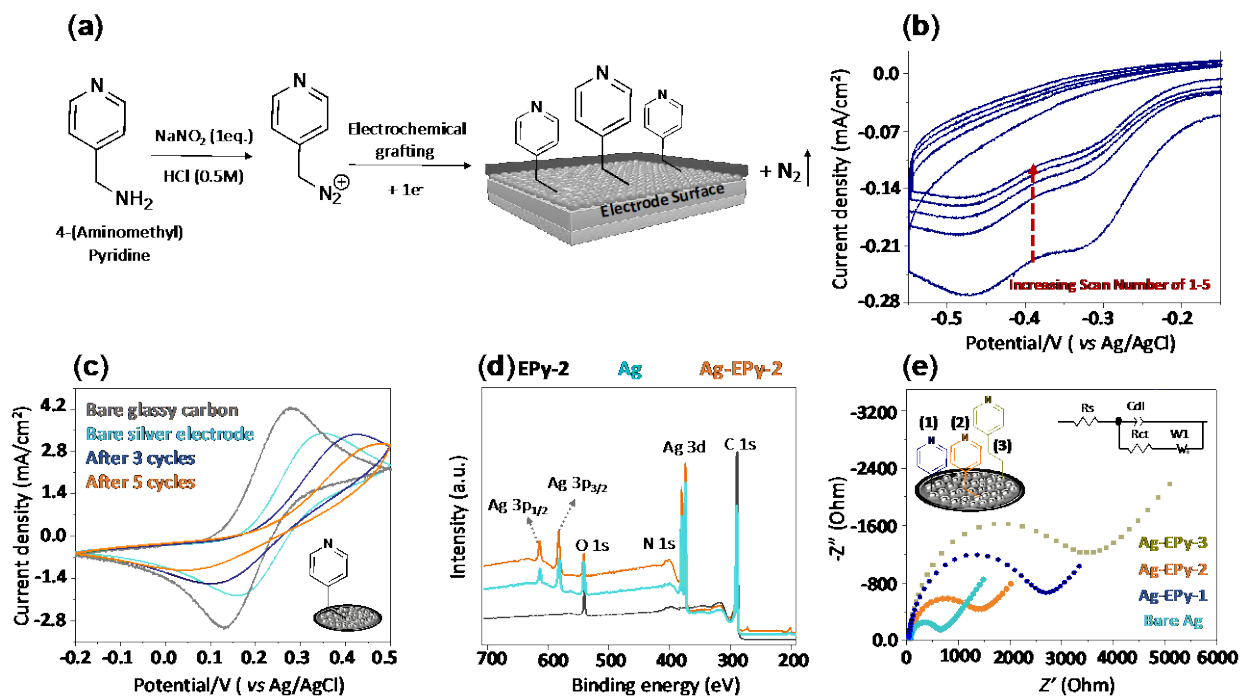 (a)
N
NH2
4-(Aminomethyl)
Pyridine
NaNO2 (1eq.)
HCl (0.5M)
N
N2
+
Electrochemical
grafting
+ 1e-
N
N
N
Electrode Surface
+ N2
(b)
Current density (mA/cm2)
0.0
-0.07
-0.14
-0.21
-0.28
Increasing Scan Number of 1-5
-0.5
-0.4
-0.3
-0.2
Potential/V ( vs Ag/AgCl)
(c)
Current density (mA/cm2)
4.2
2.8
1.4
0.0
-1.4
-2.8
Bare glassy carbon
Bare silver electrode
After 3 cycles
After 5 cycles
N
-0.2
-0.1
0.0
0.1
0.2
0.3
0.4
0.5
Potential/V ( vs Ag/AgCl)
(d)
EPy-2
Ag
Ag-EPy-2
Intensity (a.u.)
Ag 3p1/2
Ag 3p3/2
O 1s
N 1s
Ag 3d
C 1s
700
600
500
400
300
200
Binding energy (eV)
(e)
-Z″ (Ohm)
-3200
-2400
-1600
-800
0.0
(1)
(2)
(3)
N
N
N
Rs
Cdl
Rct
W1
W
Ag-EPy-3
Ag-EPy-2
Ag-EPy-1
Bare Ag
0
1000
2000
3000
4000
5000
6000
Z′ (Ohm)